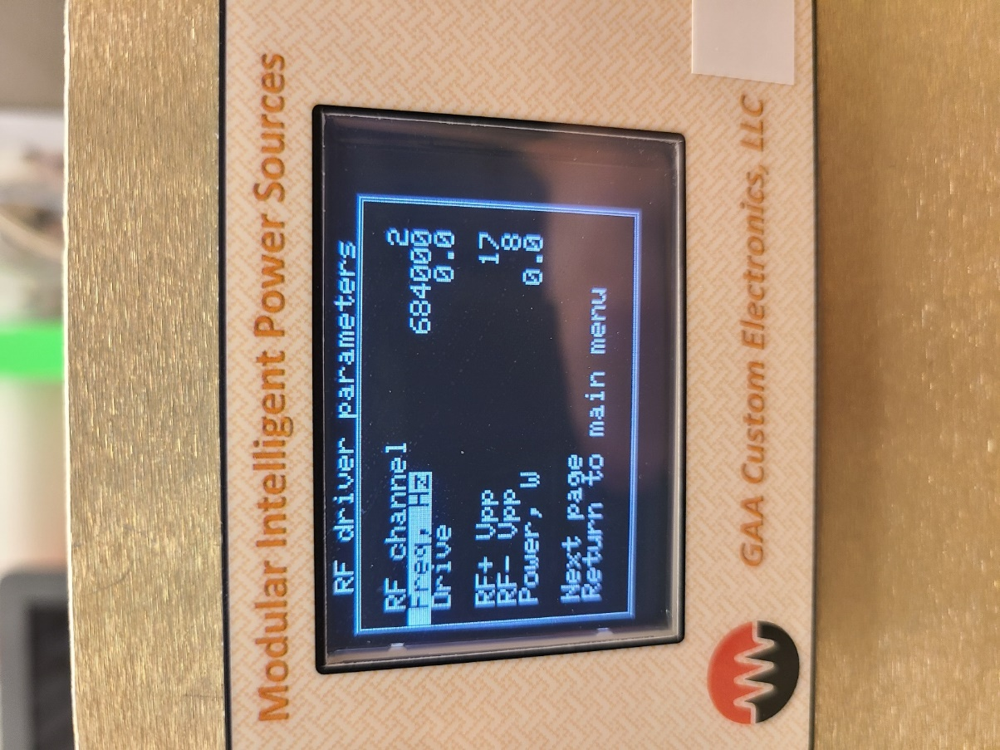 Modular Intelligent Power Sources
RF driver parameters
RF channel 2
Freq, Hz 684000
Drive 0.0
RF+ Vpp 17
RF- Vpp 8
Power, W 0.0
Next page
Return to main menu
GAA Custom Electronics, LLC